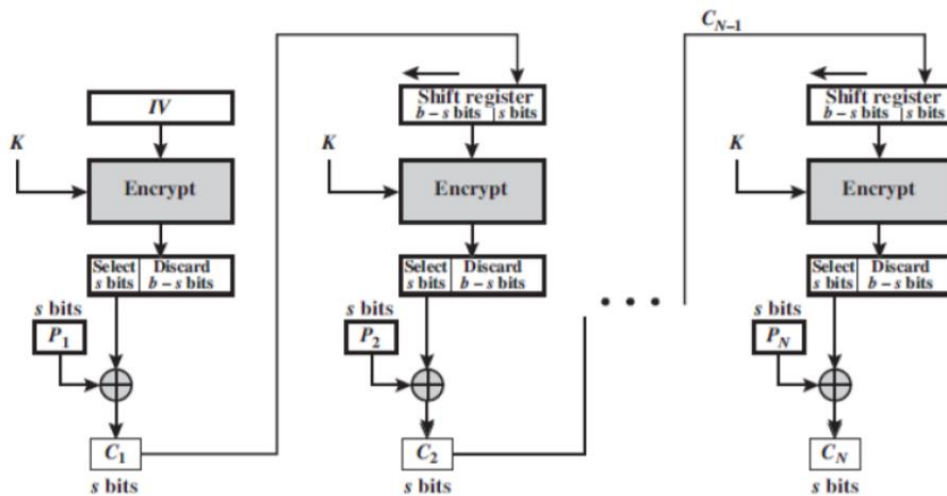 C_{N-1}
IV
Shift register
b – s bits | s bits
Shift register
b – s bits | s bits
K
K
K
Encrypt
Encrypt
Encrypt
Select Discard
s bits b – s bits
Select Discard
s bits b – s bits
Select Discard
s bits b – s bits
s bits
s bits
s bits
P_1
P_2
P_N
C_1
C_2
C_N
s bits
s bits
s bits